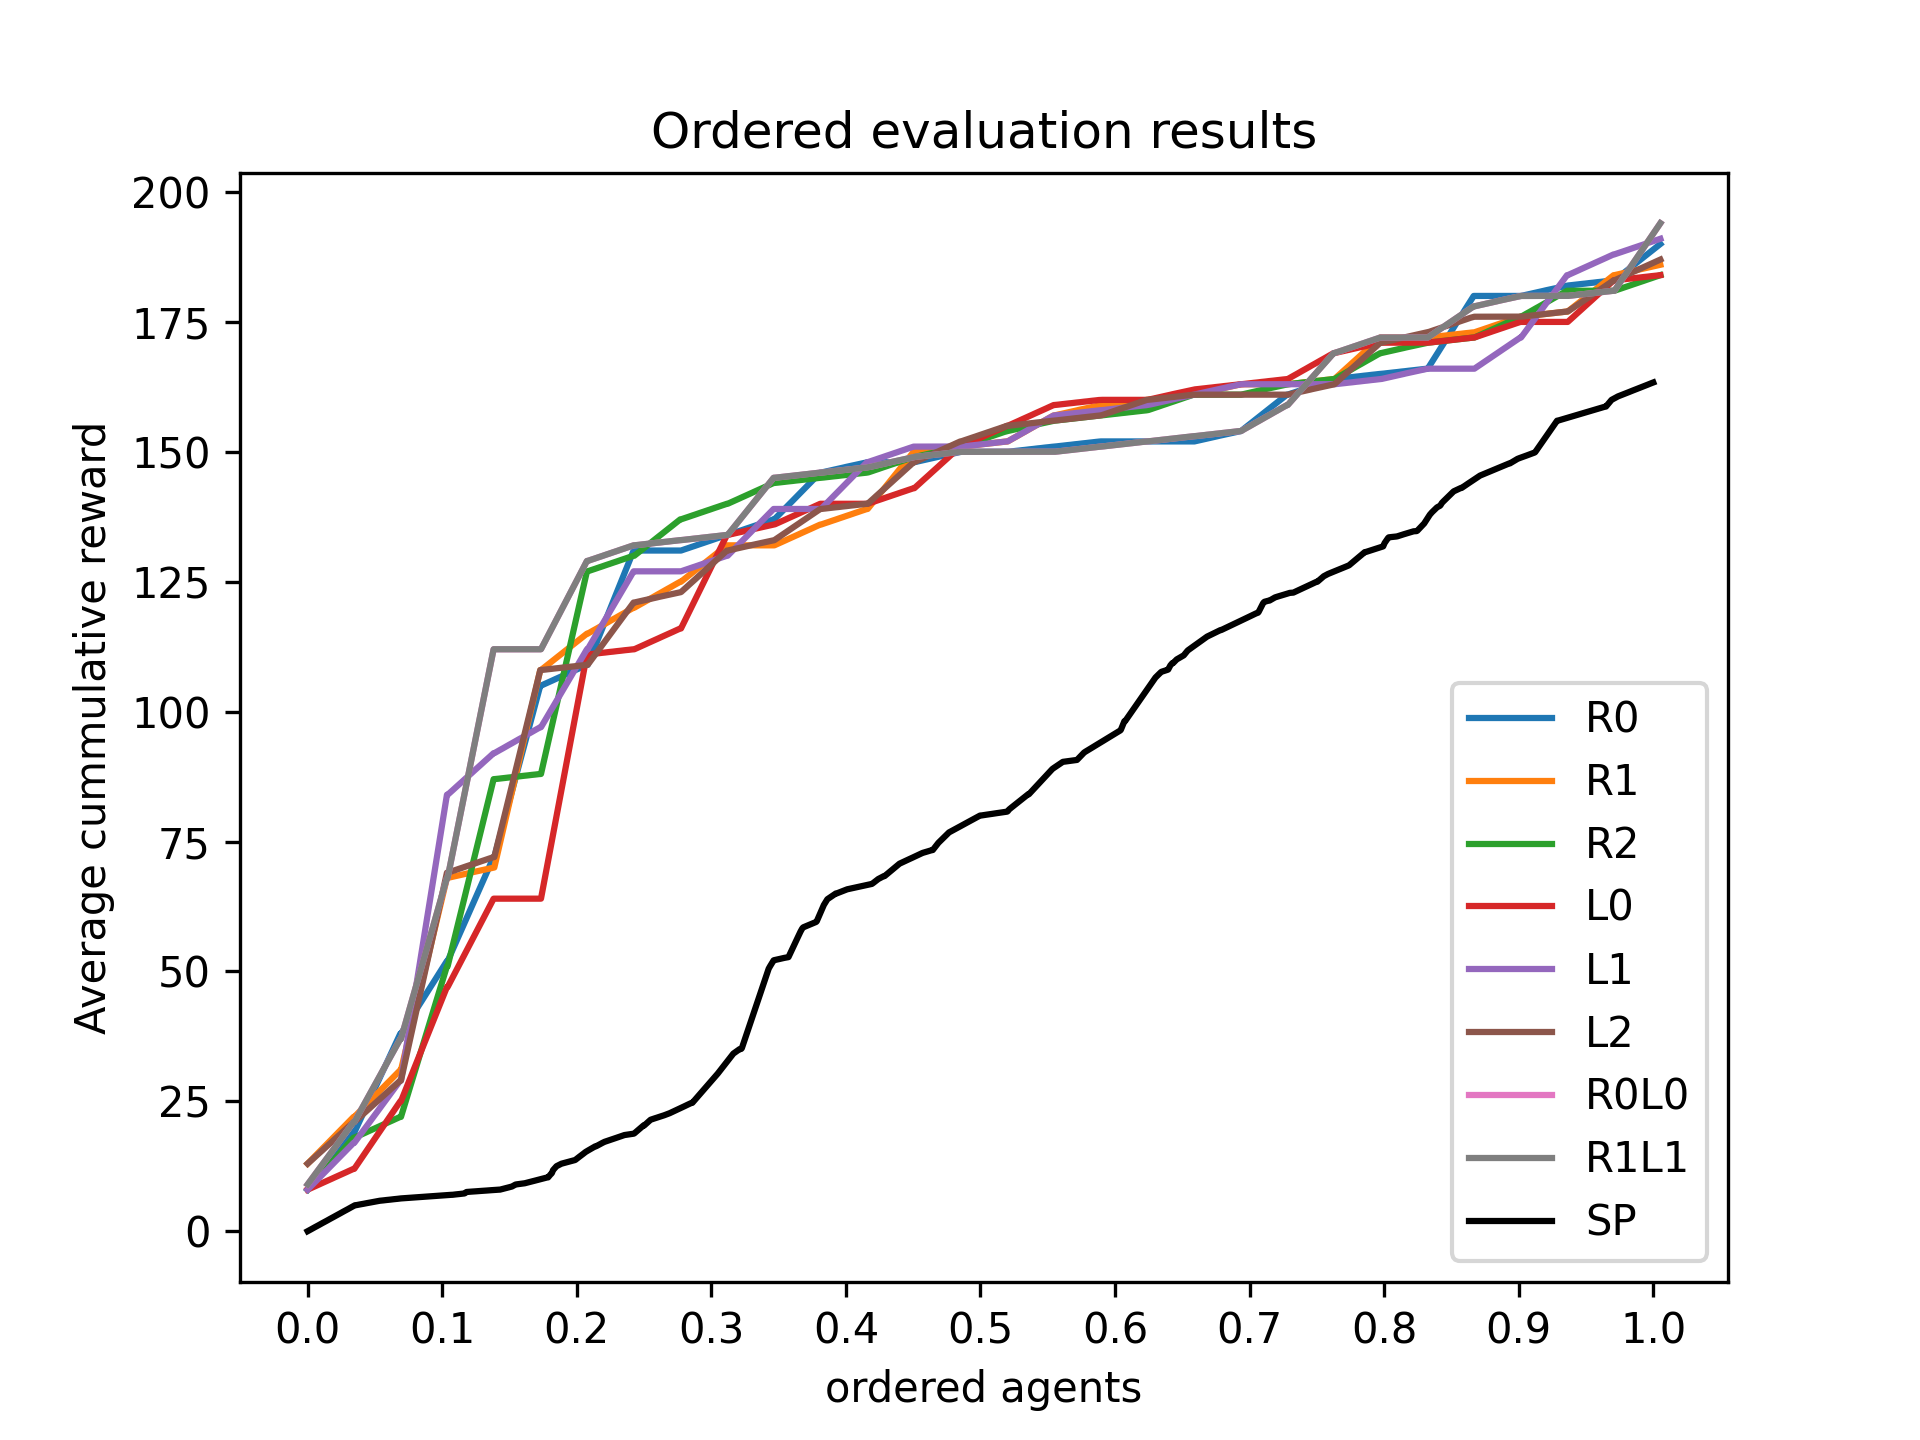 Ordered evaluation results
Average cummulative reward
200
175
150
125
100
75
50
25
0
0.0 0.1 0.2 0.3 0.4 0.5 0.6 0.7 0.8 0.9 1.0
ordered agents
R0
R1
R2
L0
L1
L2
R0L0
R1L1
SP